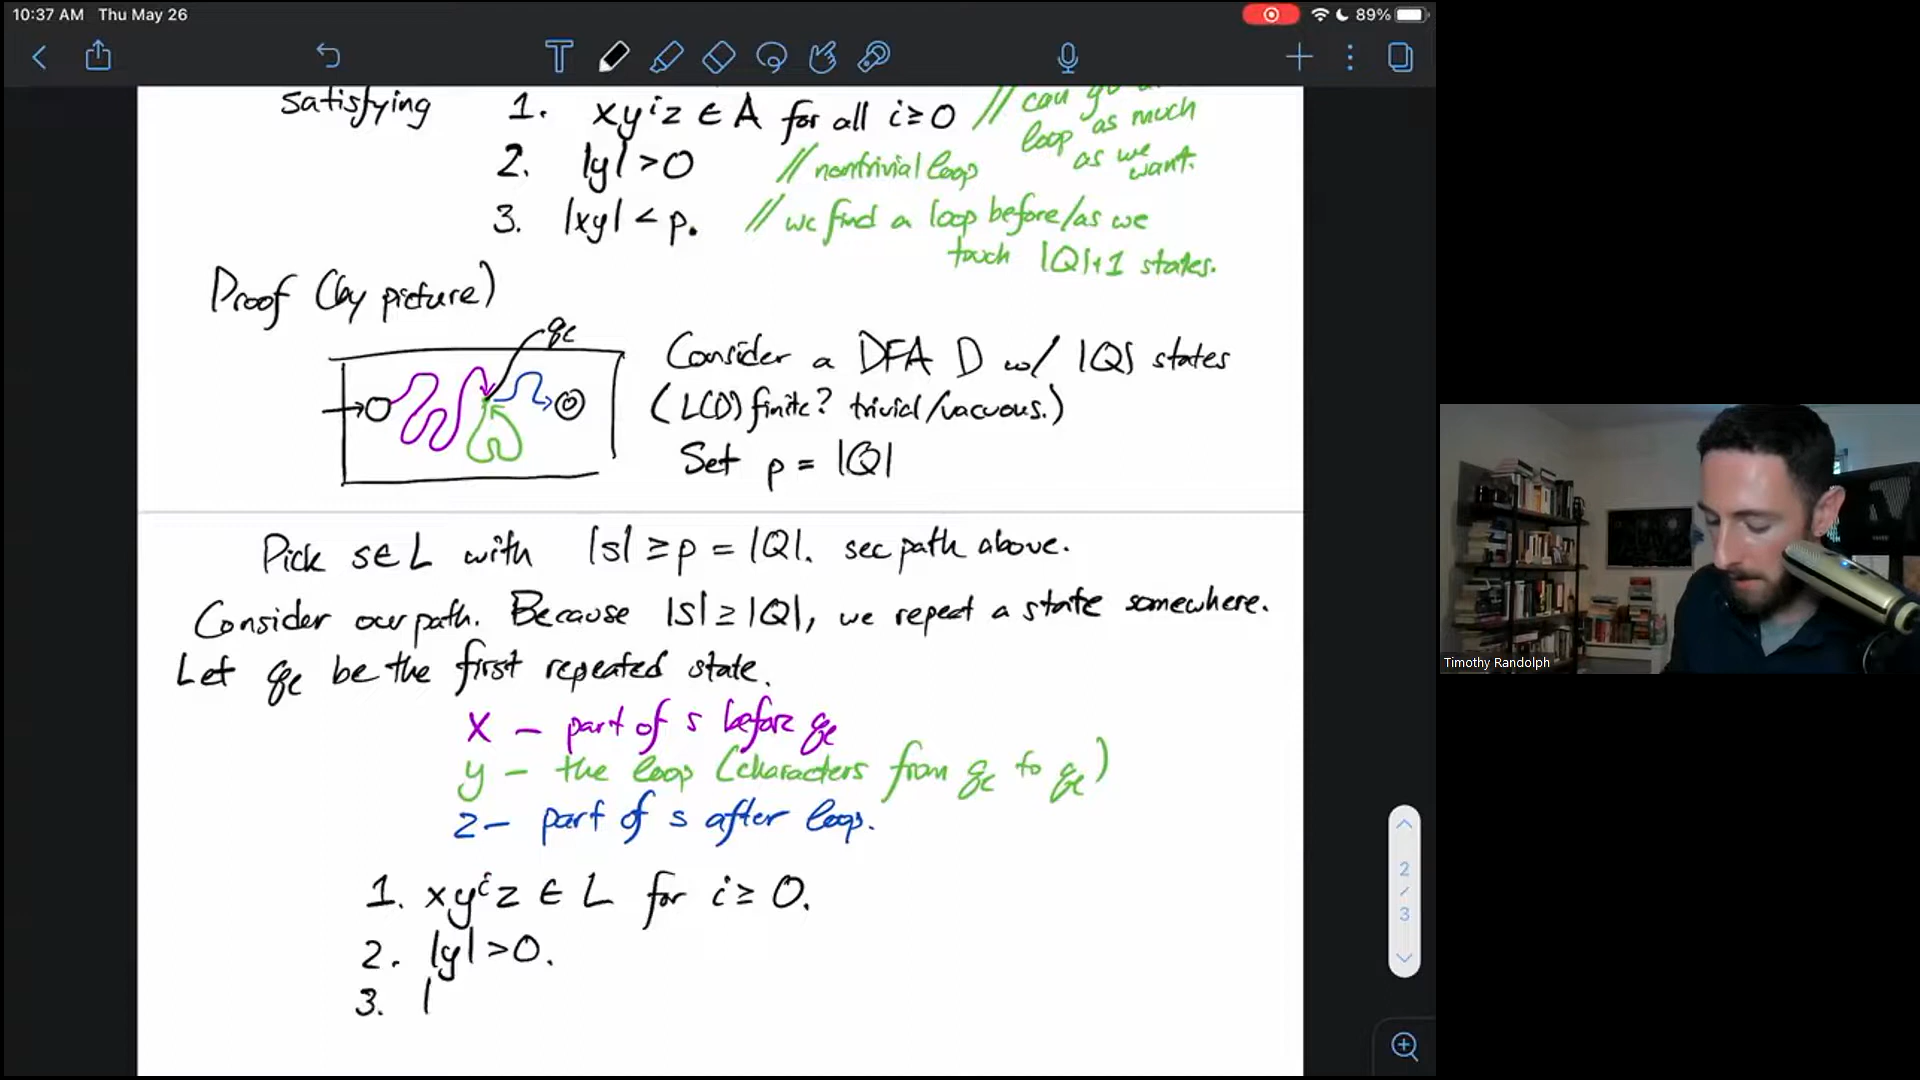 10:37 AM Thu May 26
89%
satisfying 1. xyⁱz ∈ A for all i ≥ 0 // can go
loop as much
as we
want.
2. |y| > 0 // nontrivial loop
3. |xy| < p. // we find a loop before/as we
touch |Q|+1 states.
Proof (by picture)
qc
Consider a DFA D w/ |Q| states
(L(D) finite? trivial/vacuous.)
Set p = |Q|
Pick s ∈ L with |s| ≥ p = |Q|. see path above.
Consider our path. Because |s| ≥ |Q|, we repeat a state somewhere.
Let qc be the first repeated state.
x – part of s before qc
y – the loop (characters from qc to qc)
z – part of s after loop.
1. xyⁱz ∈ L for i ≥ 0.
2. |y| > 0.
3. |
2
/
3
Timothy Randolph